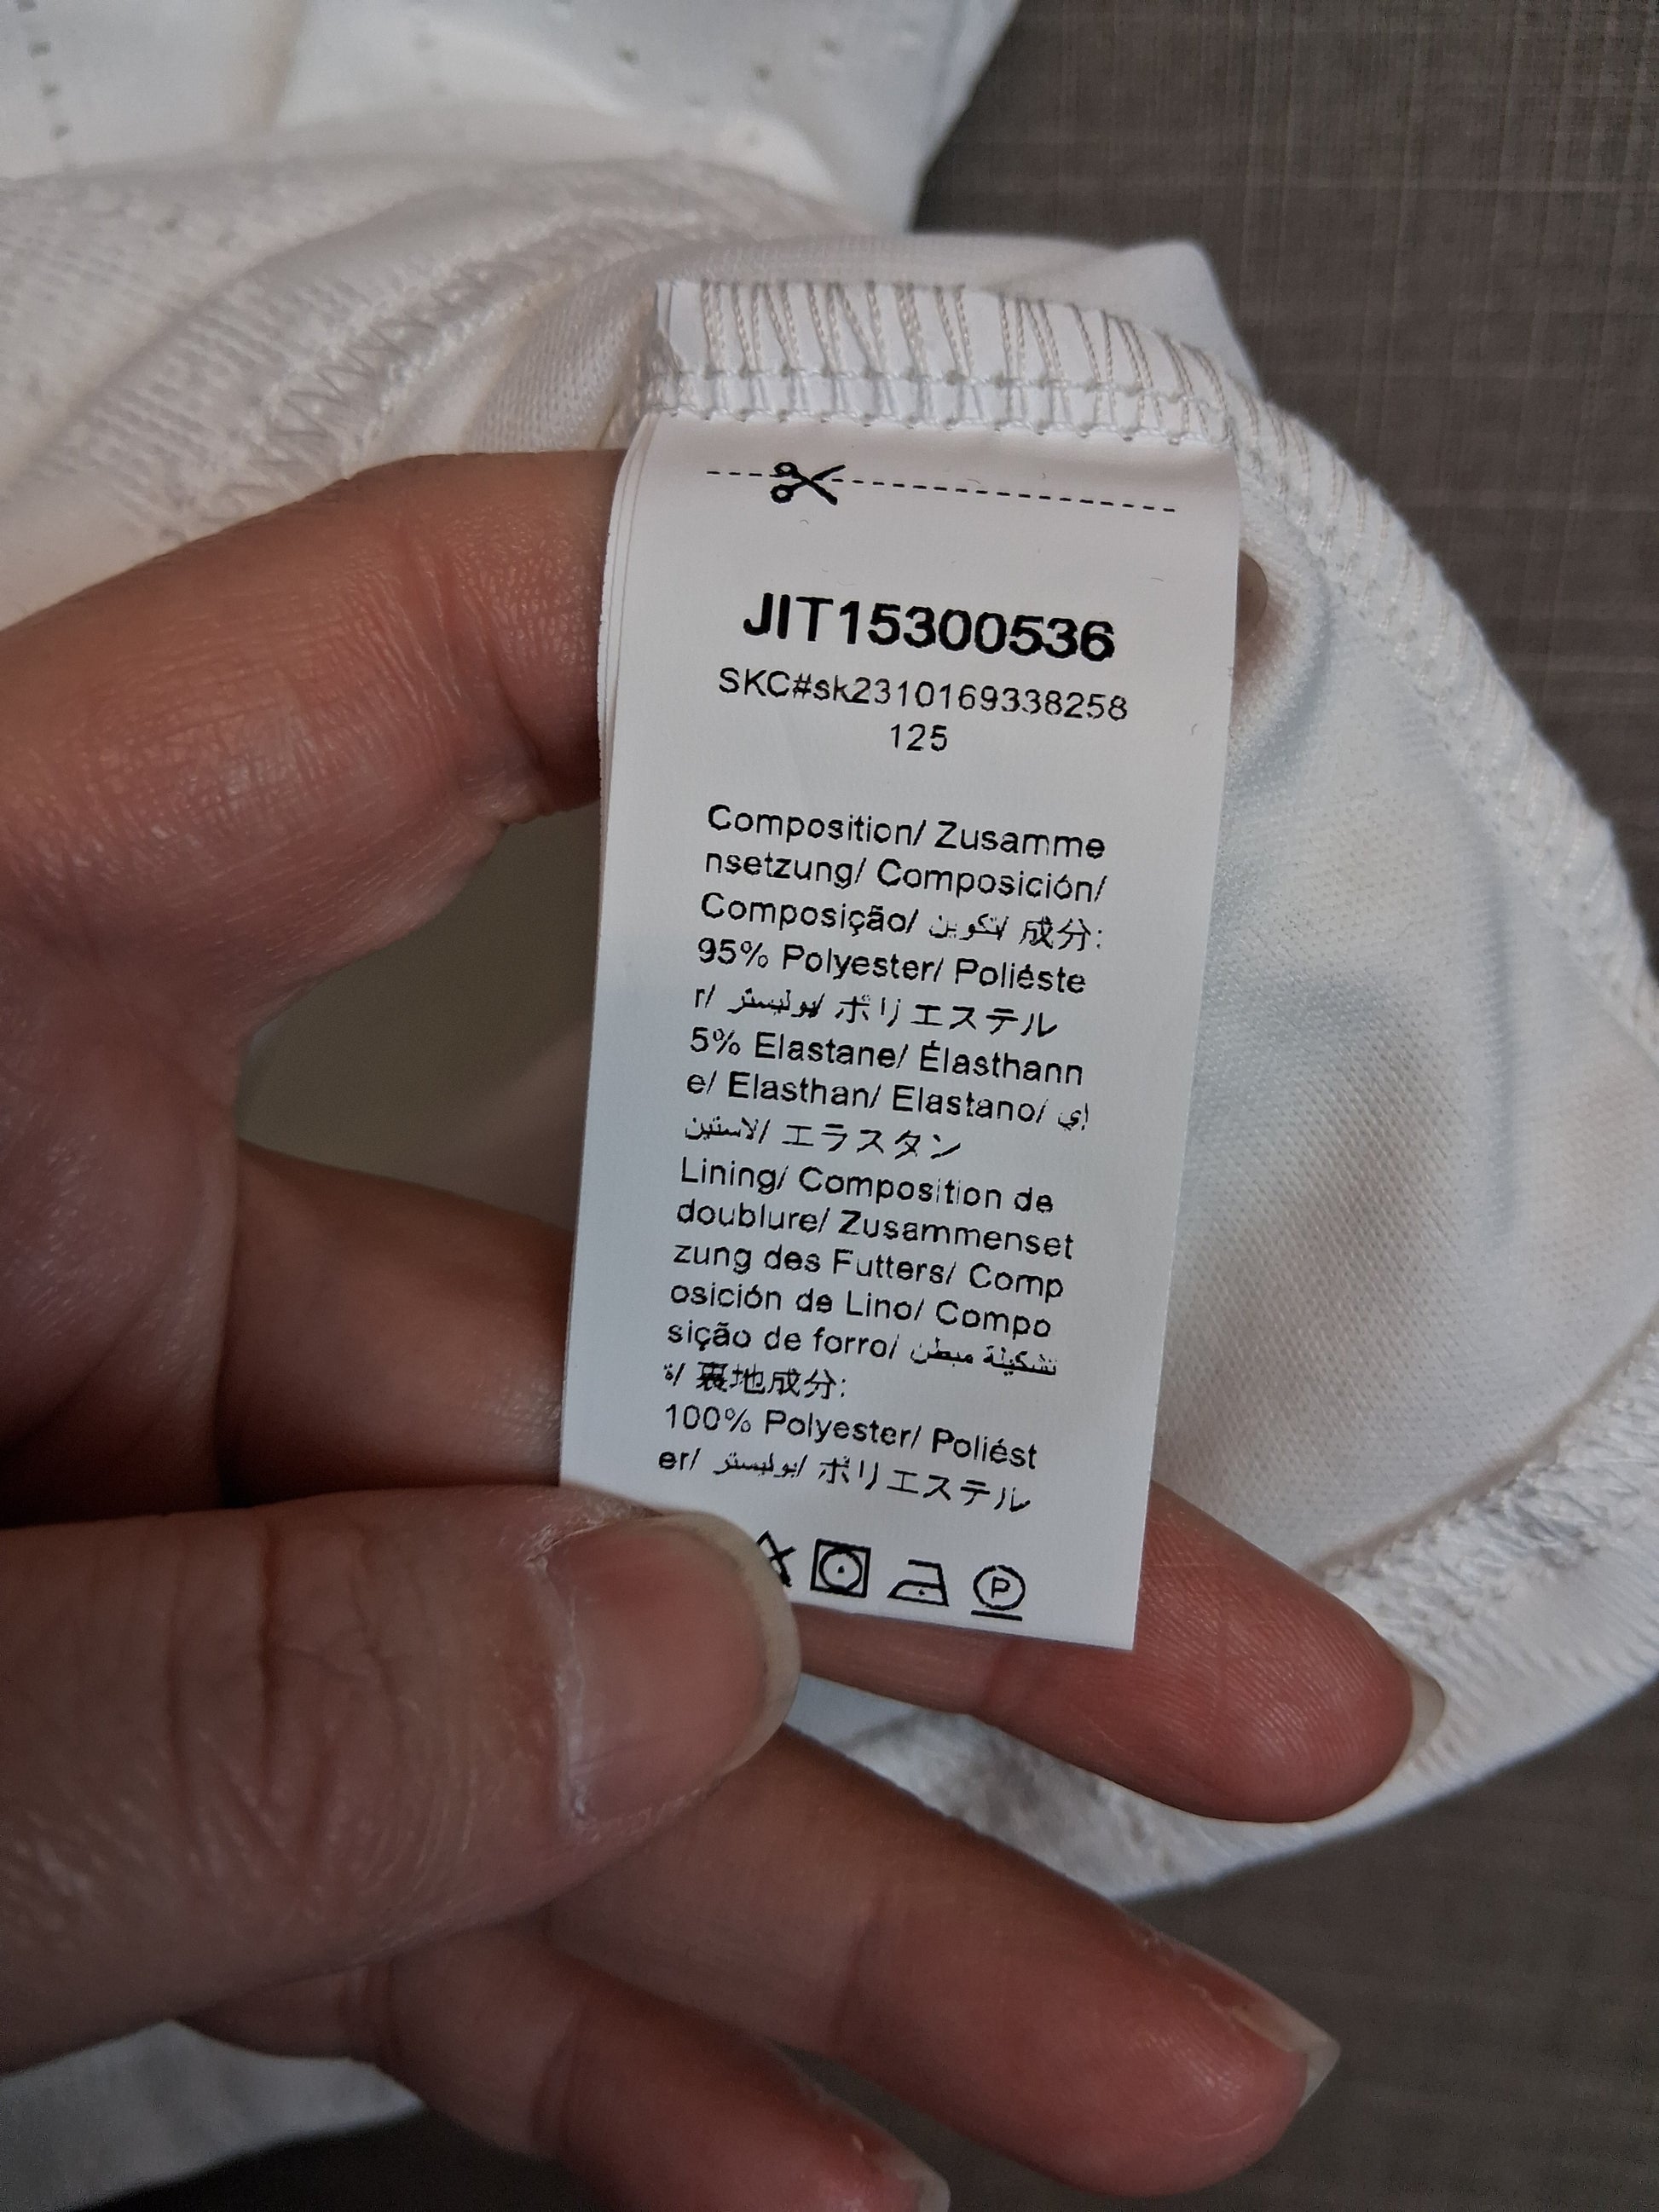 JIT15300536
SKC#sk2310169338258
125
Composition/ Zusamme
nsetzung/ Composición/
Composição/ تكوين/ 成分:
95% Polyester/ Poliéste
r/ بوليستر/ ポリエステル
5% Elastane/ Élasthann
e/ Elasthan/ Elastano/ إي
لاستين/ エラスタン
Lining/ Composition de
doublure/ Zusammenset
zung des Futters/ Comp
osición de Lino/ Compo
sição de forro/ تشكيلة مبطن
ة/ 裏地成分:
100% Polyester/ Poliést
er/ بوليستر/ ポリエステル
P